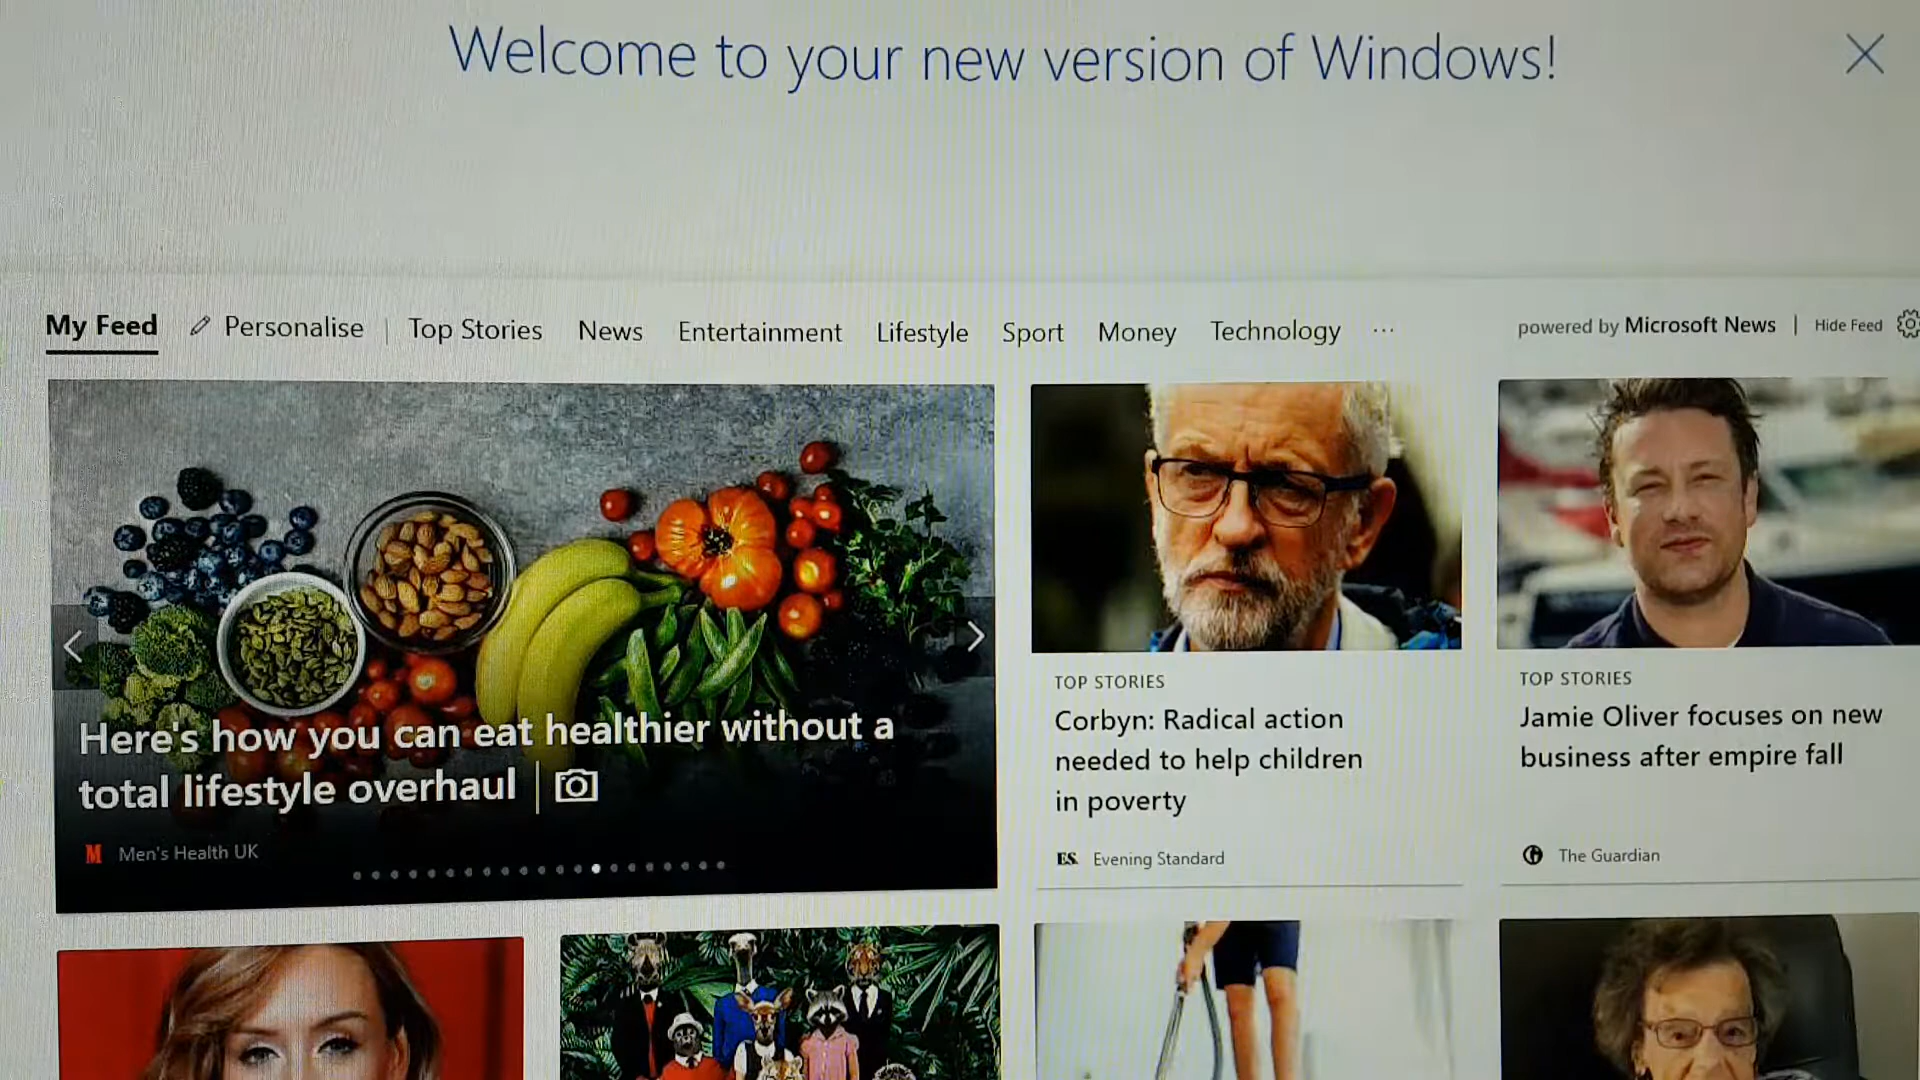 Welcome to your new version of Windows!
My Feed Personalise | Top Stories News Entertainment Lifestyle Sport Money Technology ... powered by Microsoft News | Hide Feed
Here's how you can eat healthier without a
total lifestyle overhaul
Men's Health UK
TOP STORIES
Corbyn: Radical action
needed to help children
in poverty
ES Evening Standard
TOP STORIES
Jamie Oliver focuses on new
business after empire fall
The Guardian